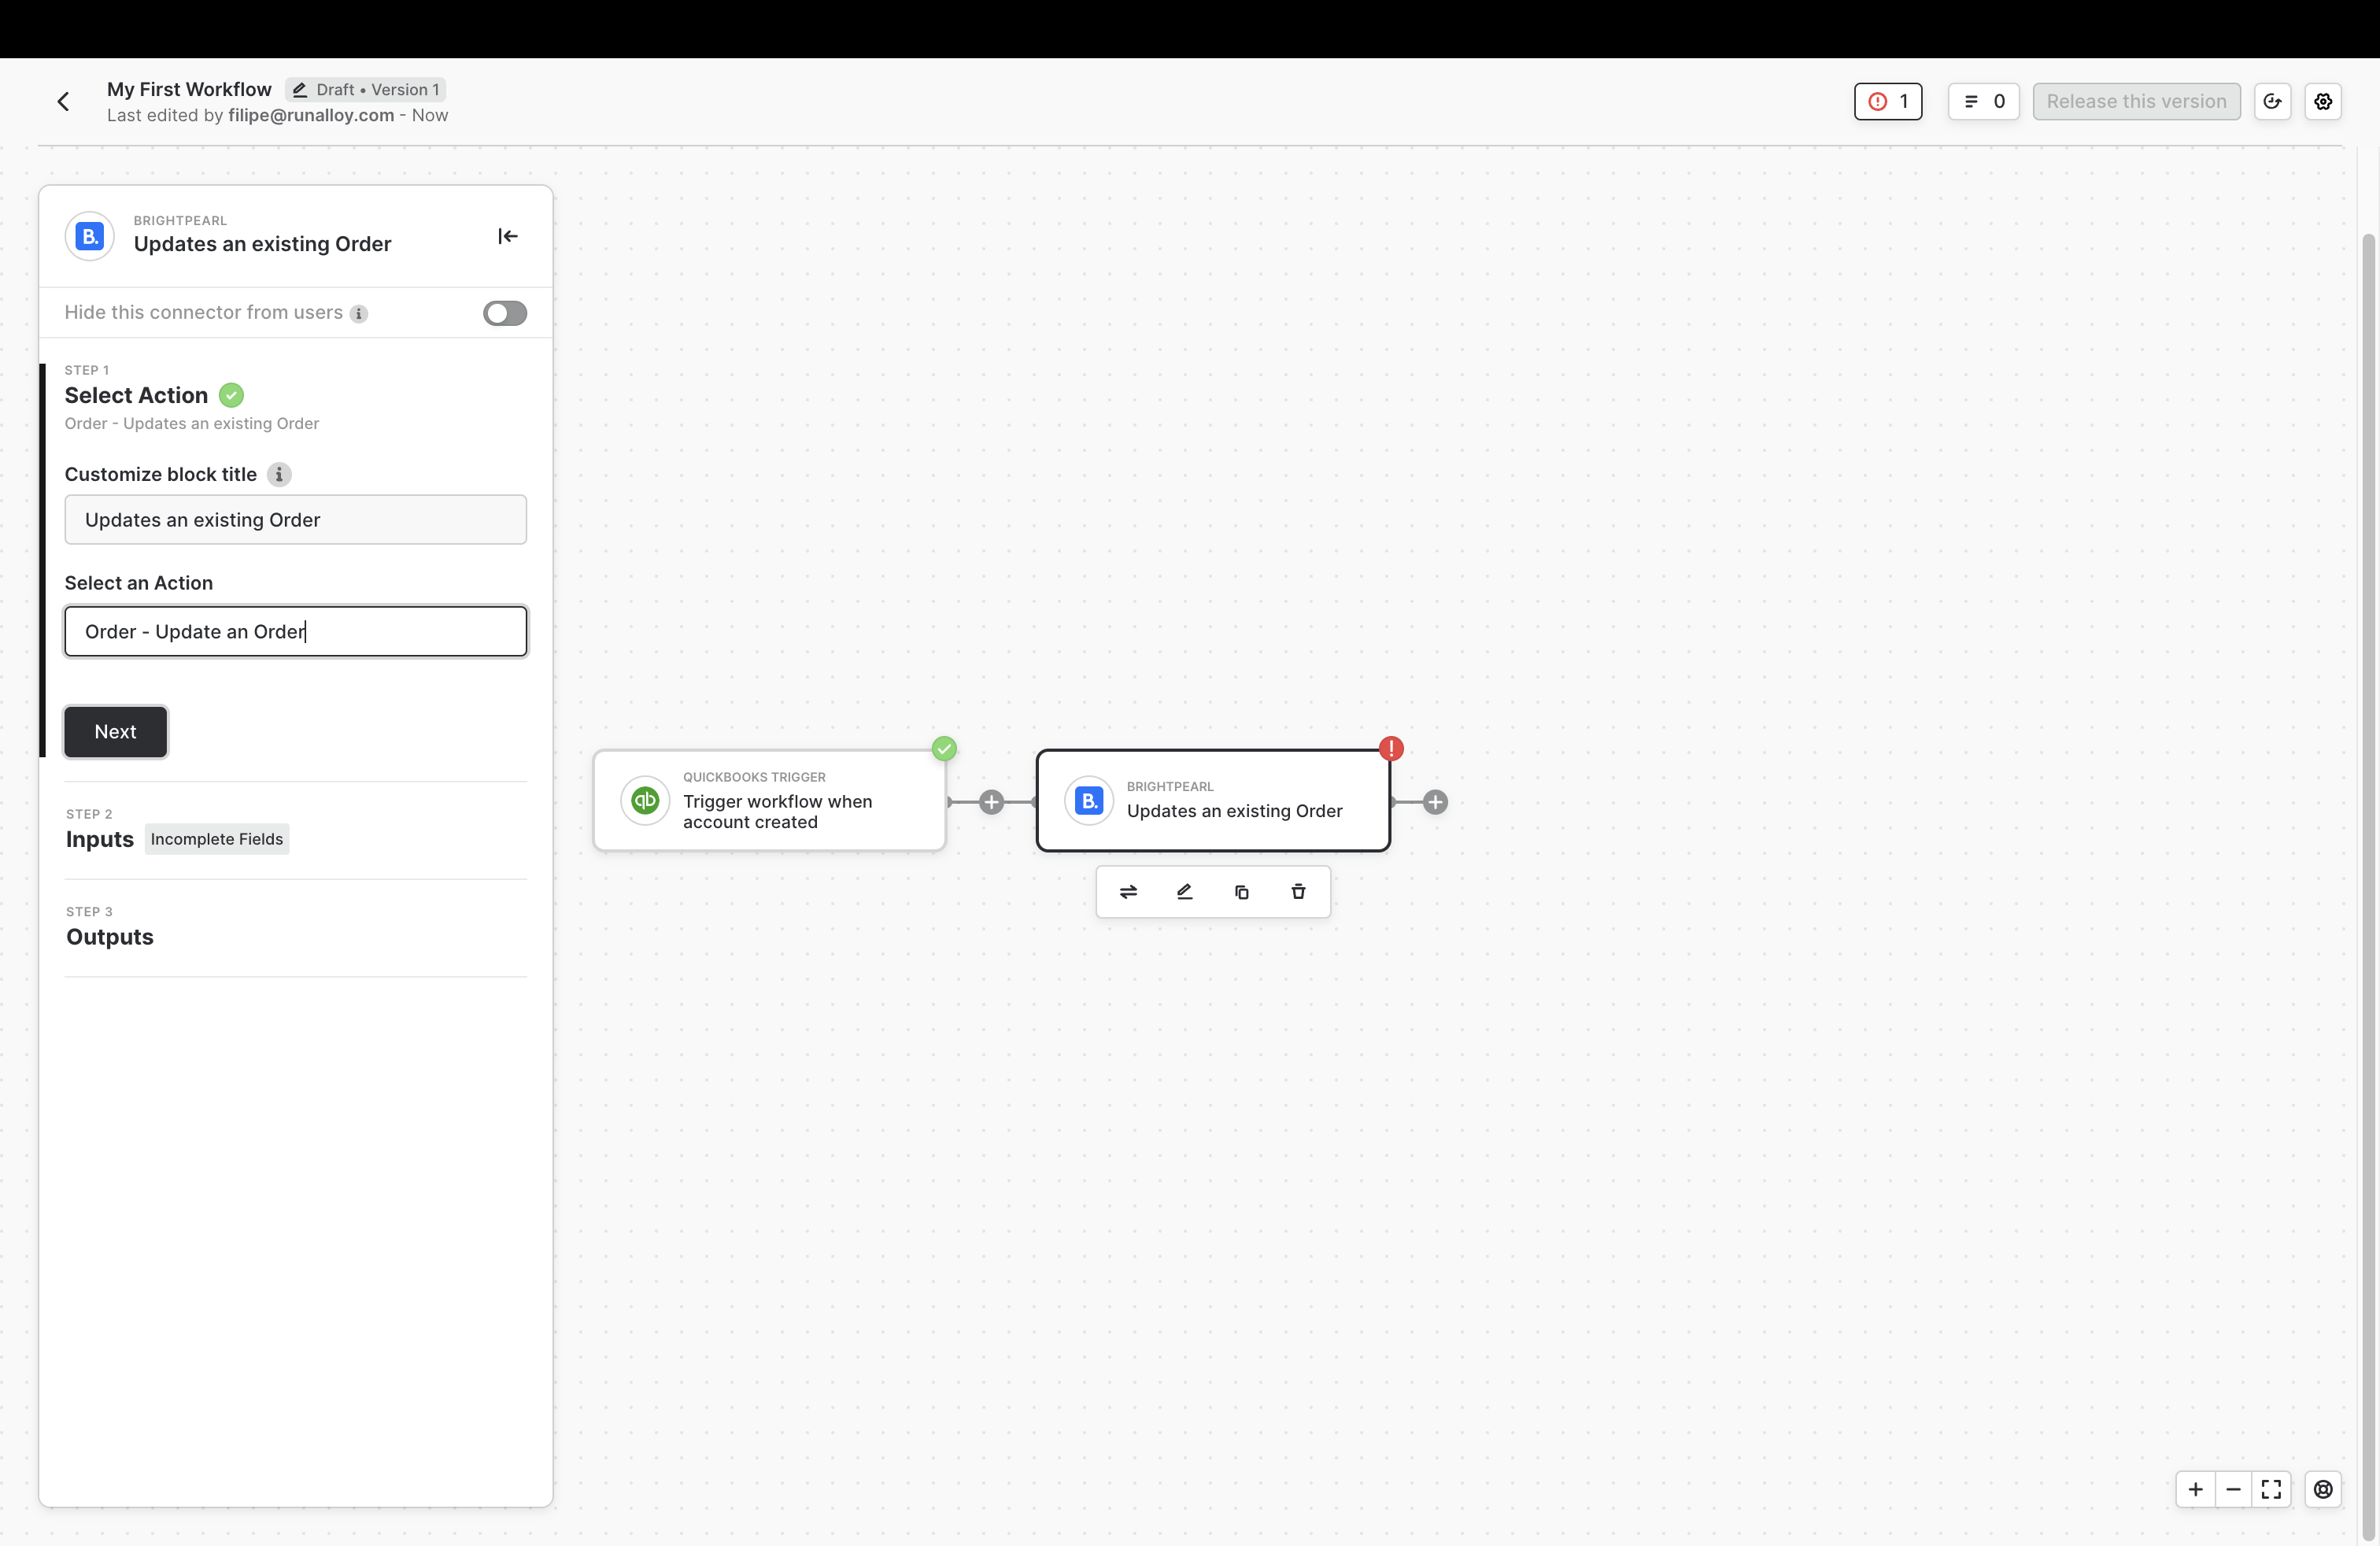 My First Workflow
Draft • Version 1
Last edited by filipe@runalloy.com - Now
1
0
Release this version
B.
BRIGHTPEARL
Updates an existing Order
Hide this connector from users
STEP 1
Select Action
Order - Updates an existing Order
Customize block title
Updates an existing Order
Select an Action
Order - Update an Order
Next
STEP 2
Inputs Incomplete Fields
STEP 3
Outputs
qb
QUICKBOOKS TRIGGER
Trigger workflow when
account created
B.
BRIGHTPEARL
Updates an existing Order